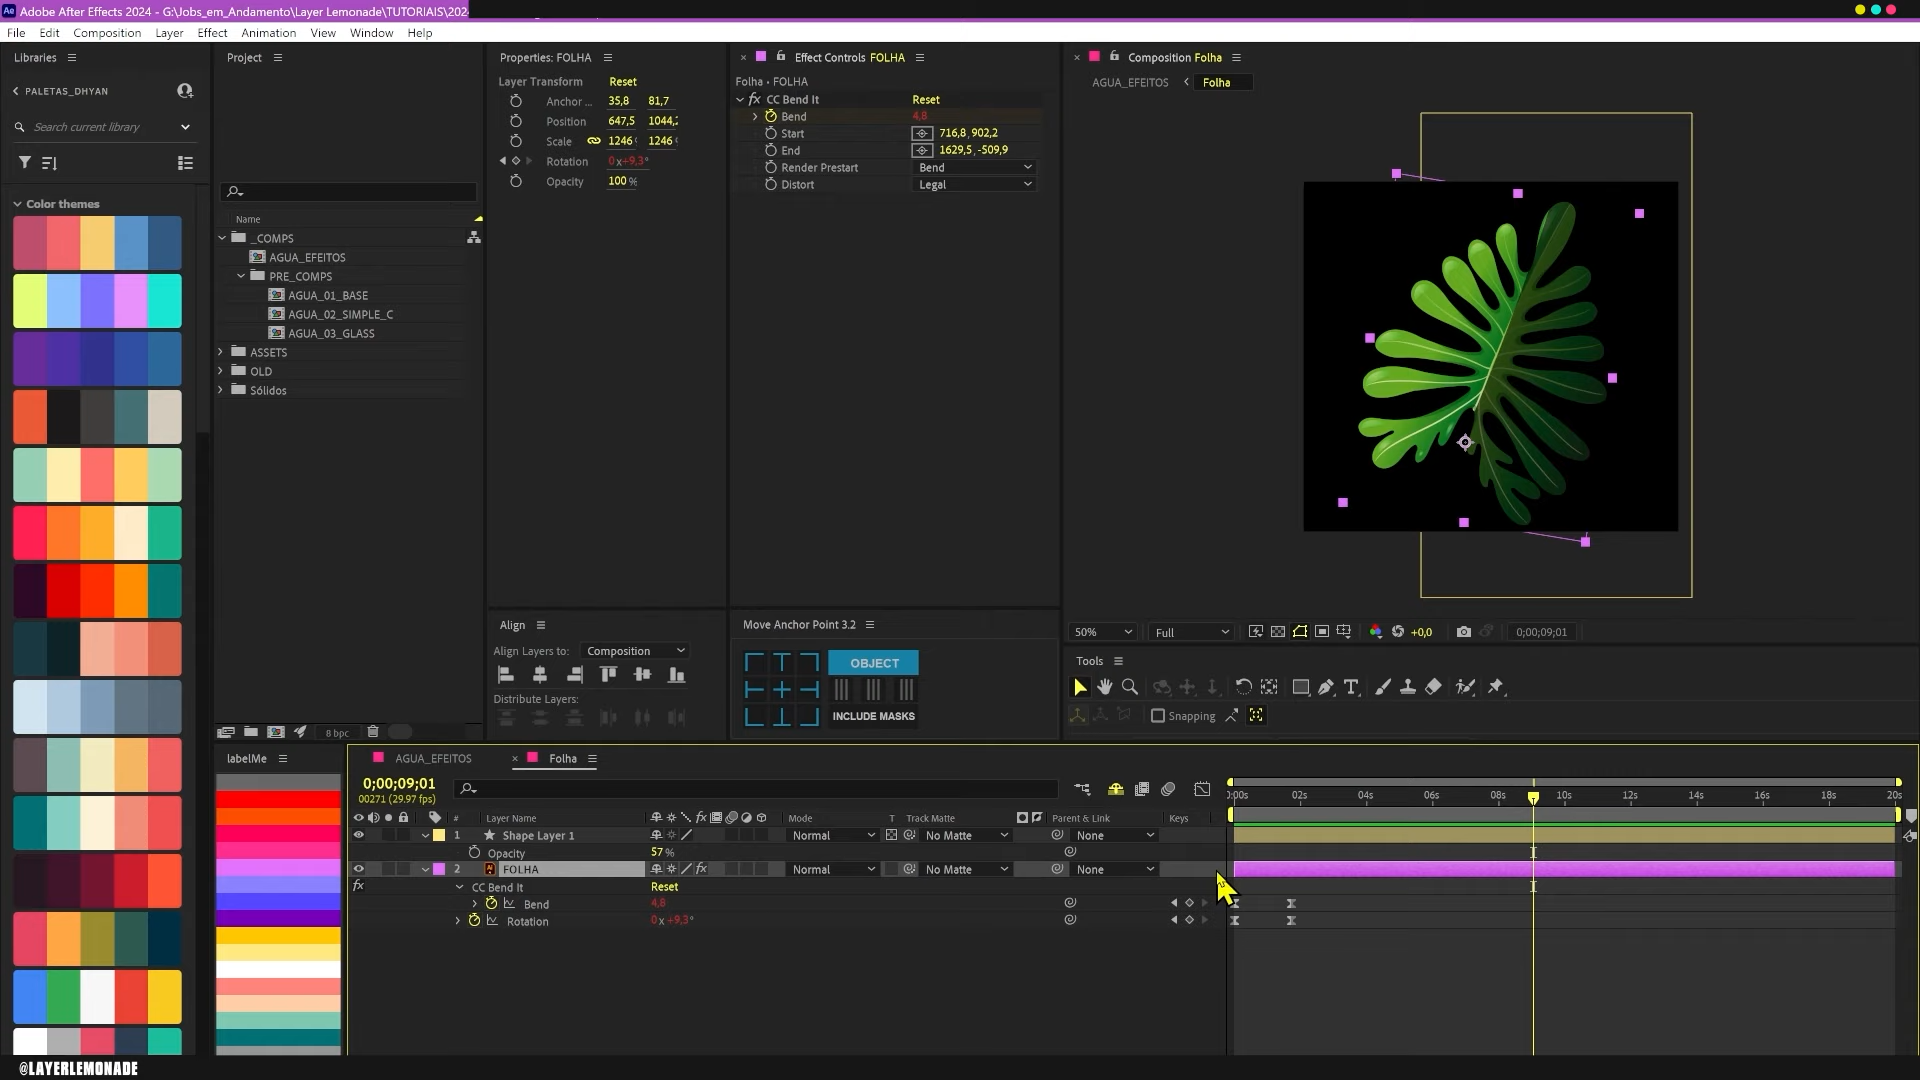 Adobe After Effects 2024 - G:\Jobs_em_Andamento\Layer Lemonade\TUTORIAIS\2024
File Edit Composition Layer Effect Animation View Window Help
Libraries
PALETAS_DHYAN
Search current library
Color themes
Project
Name
_COMPS
AGUA_EFEITOS
PRE_COMPS
AGUA_01_BASE
AGUA_02_SIMPLE_C
AGUA_03_GLASS
ASSETS
OLD
Sólidos
8 bpc
Properties: FOLHA
Layer Transform Reset
Anchor ... 35,8 81,7
Position 647,5 1044,2
Scale 1246 1246
Rotation 0x+9,3°
Opacity 100 %
Align
Align Layers to: Composition
Distribute Layers:
Effect Controls FOLHA
Folha • FOLHA
fx CC Bend It Reset
Bend 4,8
Start 716,8, 902,2
End 1629,5, -509,9
Render Prestart Bend
Distort Legal
Move Anchor Point 3.2
OBJECT
INCLUDE MASKS
Composition Folha
AGUA_EFEITOS Folha
50% Full +0,0 0;00;09;01
Tools
Snapping
labelMe
AGUA_EFEITOS Folha
0;00;09;01
00271 (29.97 fps)
# Layer Name Mode T Track Matte Parent & Link Keys
:00s 02s 04s 06s 08s 10s 12s 14s 16s 18s 20s
1 Shape Layer 1 Normal No Matte None
Opacity 57 %
2 FOLHA fx Normal No Matte None
fx CC Bend It Reset
Bend 4,8
Rotation 0x+9,3°
@LAYERLEMONADE